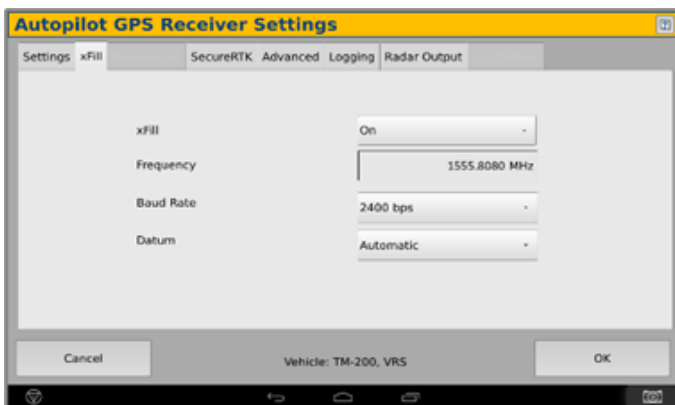 Autopilot GPS Receiver Settings
Settings xFill SecureRTK Advanced Logging Radar Output
xFill On
Frequency 1555.8080 MHz
Baud Rate 2400 bps
Datum Automatic
Cancel Vehicle: TM-200, VRS OK